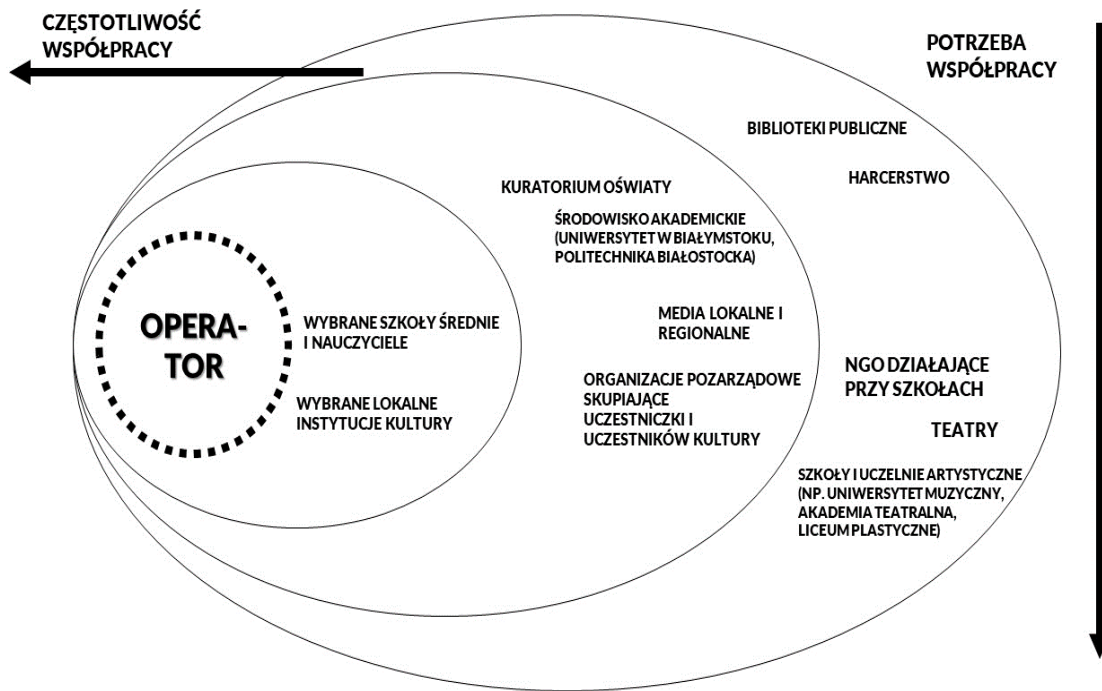 CZĘSTOTLIWOŚĆ
WSPÓŁPRACY
POTRZEBA
WSPÓŁPRACY
BIBLIOTEKI PUBLICZNE
HARCERSTWO
KURATORIUM OŚWIATY
ŚRODOWISKO AKADEMICKIE
(UNIWERSYTET W BIAŁYMSTOKU,
POLITECHNIKA BIAŁOSTOCKA)
MEDIA LOKALNE I
REGIONALNE
OPERA-
TOR
WYBRANE SZKOŁY ŚREDNIE
I NAUCZYCIELE
WYBRANE LOKALNE
INSTYTUCJE KULTURY
ORGANIZACJE POZARZĄDOWE
SKUPIAJĄCE
UCZESTNICZKI I
UCZESTNIKÓW KULTURY
NGO DZIAŁAJĄCE
PRZY SZKOŁACH
TEATRY
SZKOŁY I UCZELNIE ARTYSTYCZNE
(NP. UNIWERSYTET MUZYCZNY,
AKADEMIA TEATRALNA,
LICEUM PLASTYCZNE)